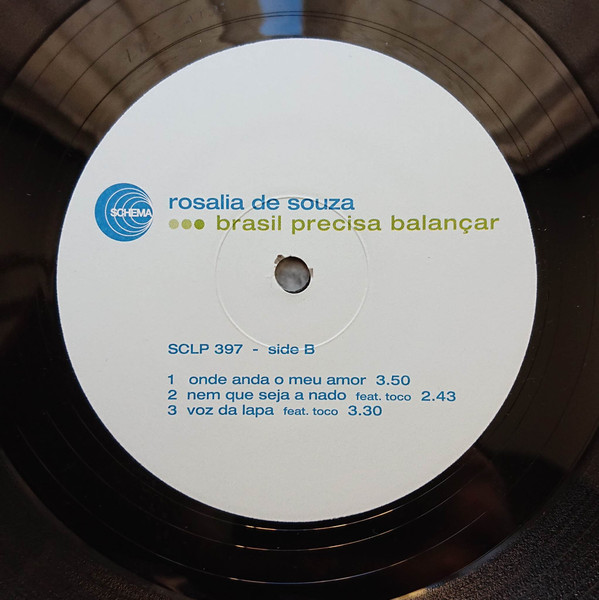 SCHEMA
rosalia de souza
brasil precisa balançar
SCLP 397 - side B
1 onde anda o meu amor 3.50
2 nem que seja a nado feat. toco 2.43
3 voz da lapa feat. toco 3.30